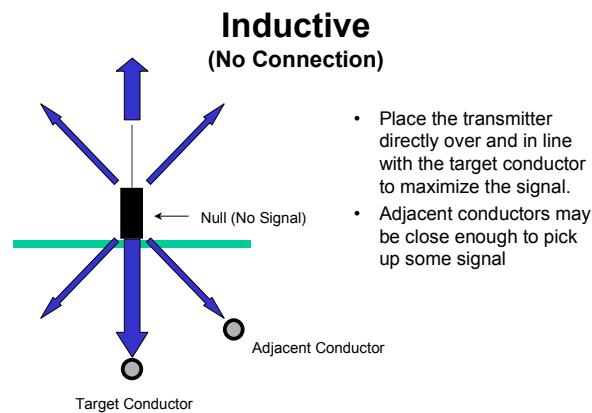 Inductive
(No Connection)
• Place the transmitter
directly over and in line
with the target conductor
to maximize the signal.
• Adjacent conductors may
be close enough to pick
up some signal
Null (No Signal)
Adjacent Conductor
Target Conductor